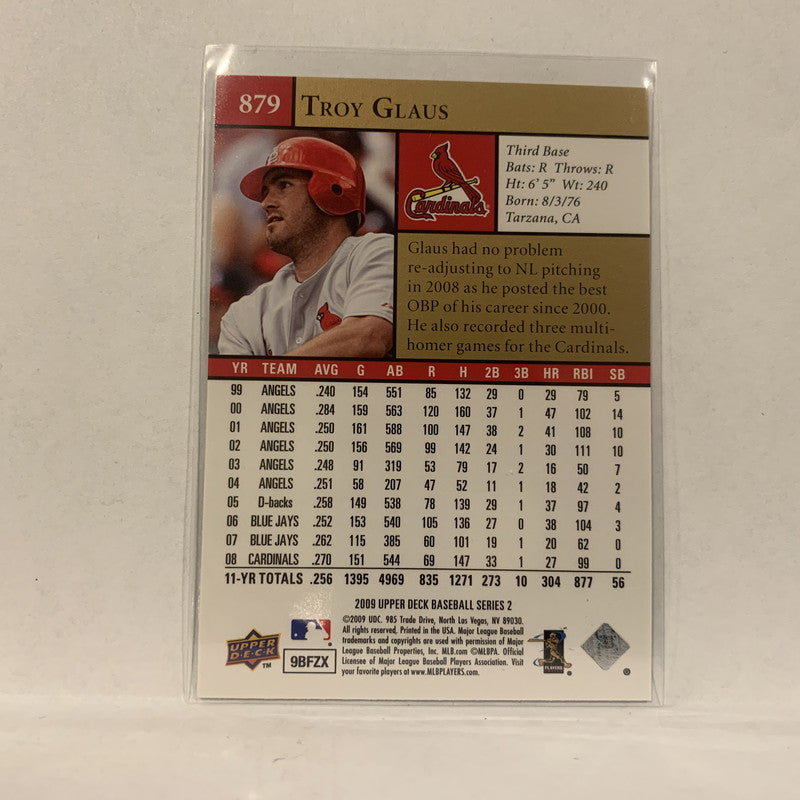 879 TROY GLAUS
Cardinals
Third Base
Bats: R Throws: R
Ht: 6' 5" Wt: 240
Born: 8/3/76
Tarzana, CA
Glaus had no problem
re-adjusting to NL pitching
in 2008 as he posted the best
OBP of his career since 2000.
He also recorded three multi-
homer games for the Cardinals.
YR TEAM AVG G AB R H 2B 3B HR RBI SB
99 ANGELS .240 154 551 85 132 29 0 29 79 5
00 ANGELS .284 159 563 120 160 37 1 47 102 14
01 ANGELS .250 161 588 100 147 38 2 41 108 10
02 ANGELS .250 156 569 99 142 24 1 30 111 10
03 ANGELS .248 91 319 53 79 17 2 16 50 7
04 ANGELS .251 58 207 47 52 11 1 18 42 2
05 D-backs .258 149 538 78 139 29 1 37 97 4
06 BLUE JAYS .252 153 540 105 136 27 0 38 104 3
07 BLUE JAYS .262 115 385 60 101 19 1 20 62 0
08 CARDINALS .270 151 544 69 147 33 1 27 99 0
11-YR TOTALS .256 1395 4969 835 1271 273 10 304 877 56
2009 UPPER DECK BASEBALL SERIES 2
©2009 UDC. 985 Trade Drive, North Las Vegas, NV 89030.
All rights reserved, Printed in the USA. Major League Baseball
trademarks and copyrights are used with permission of Major
League Baseball Properties, Inc. MLB.com ©MLBPA. Official
Licensee of Major League Baseball Players Association. Visit
your favorite players at www.MLBPLAYERS.com.
UPPER DECK TM
9BFZX
PLAYERS